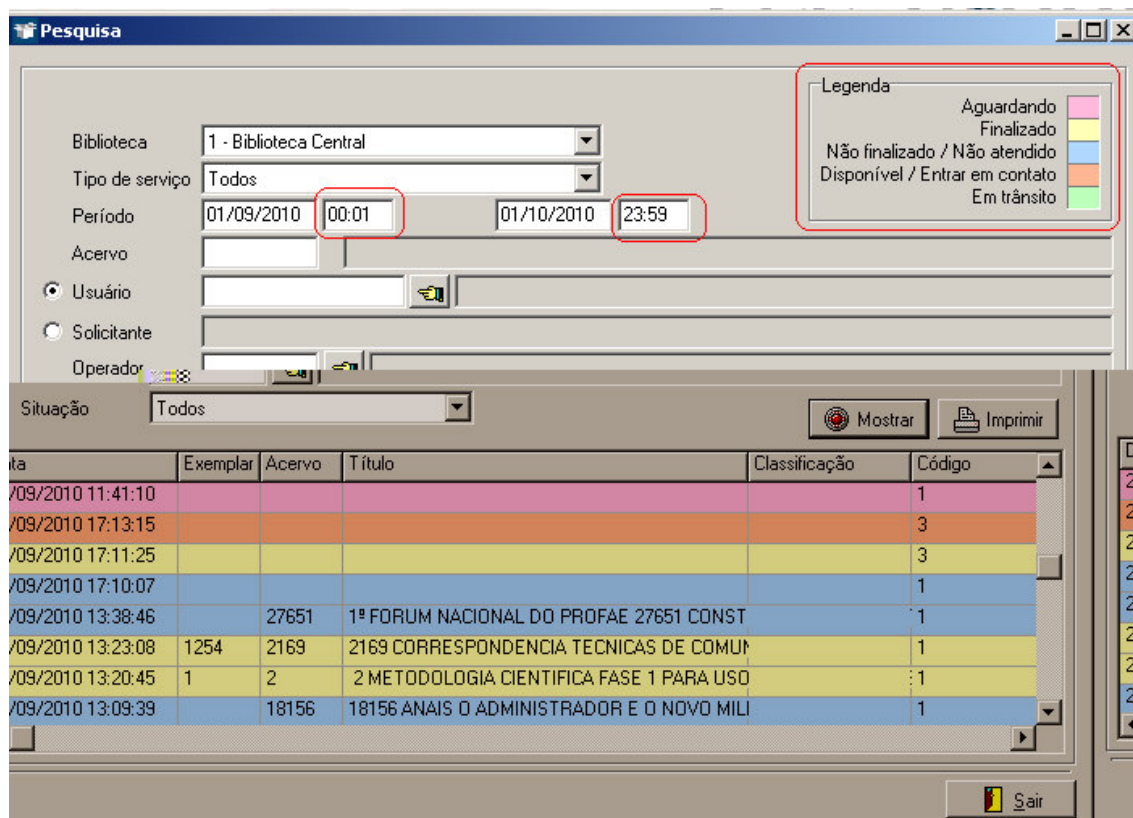 Pesquisa
Legenda
Aguardando
Finalizado
Não finalizado / Não atendido
Disponível / Entrar em contato
Em trânsito
Biblioteca 1 - Biblioteca Central
Tipo de serviço Todos
Período 01/09/2010 00:01 01/10/2010 23:59
Acervo
Usuário
Solicitante
Operador
Situação Todos Mostrar Imprimir
ta Exemplar Acervo Título Classificação Código
/09/2010 11:41:10 1
/09/2010 17:13:15 3
/09/2010 17:11:25 3
/09/2010 17:10:07 1
/09/2010 13:38:46 27651 1º FORUM NACIONAL DO PROFAE 27651 CONST 1
/09/2010 13:23:08 1254 2169 2169 CORRESPONDENCIA TECNICAS DE COMUN 1
/09/2010 13:20:45 1 2 2 METODOLOGIA CIENTIFICA FASE 1 PARA USO : 1
/09/2010 13:09:39 18156 18156 ANAIS O ADMINISTRADOR E O NOVO MILI 1
Sair